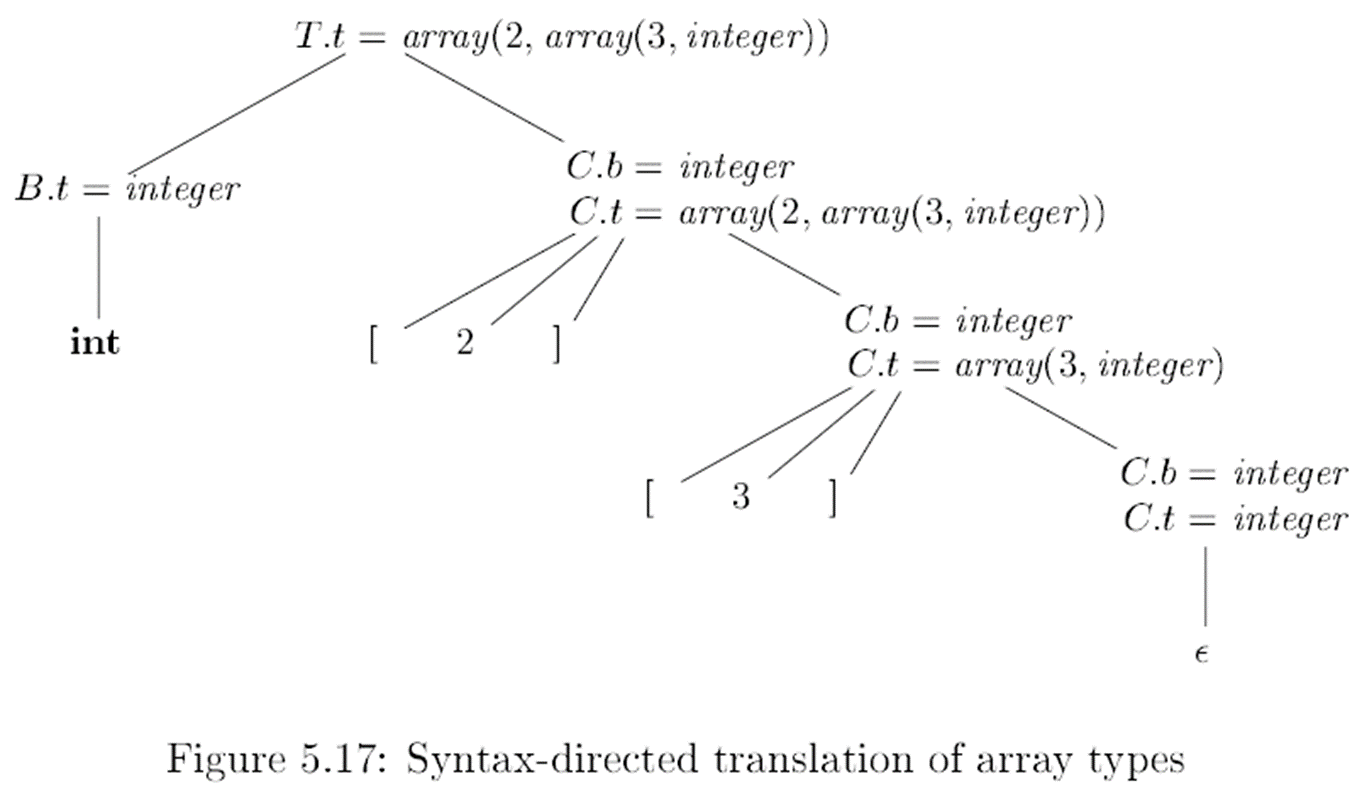 T.t = array(2, array(3, integer))
C.b = integer
B.t = integer
C.t = array(2, array(3, integer))
C.b = integer
int
[ 2 ]
C.t = array(3, integer)
C.b = integer
[ 3 ]
C.t = integer
ϵ
Figure 5.17: Syntax-directed translation of array types